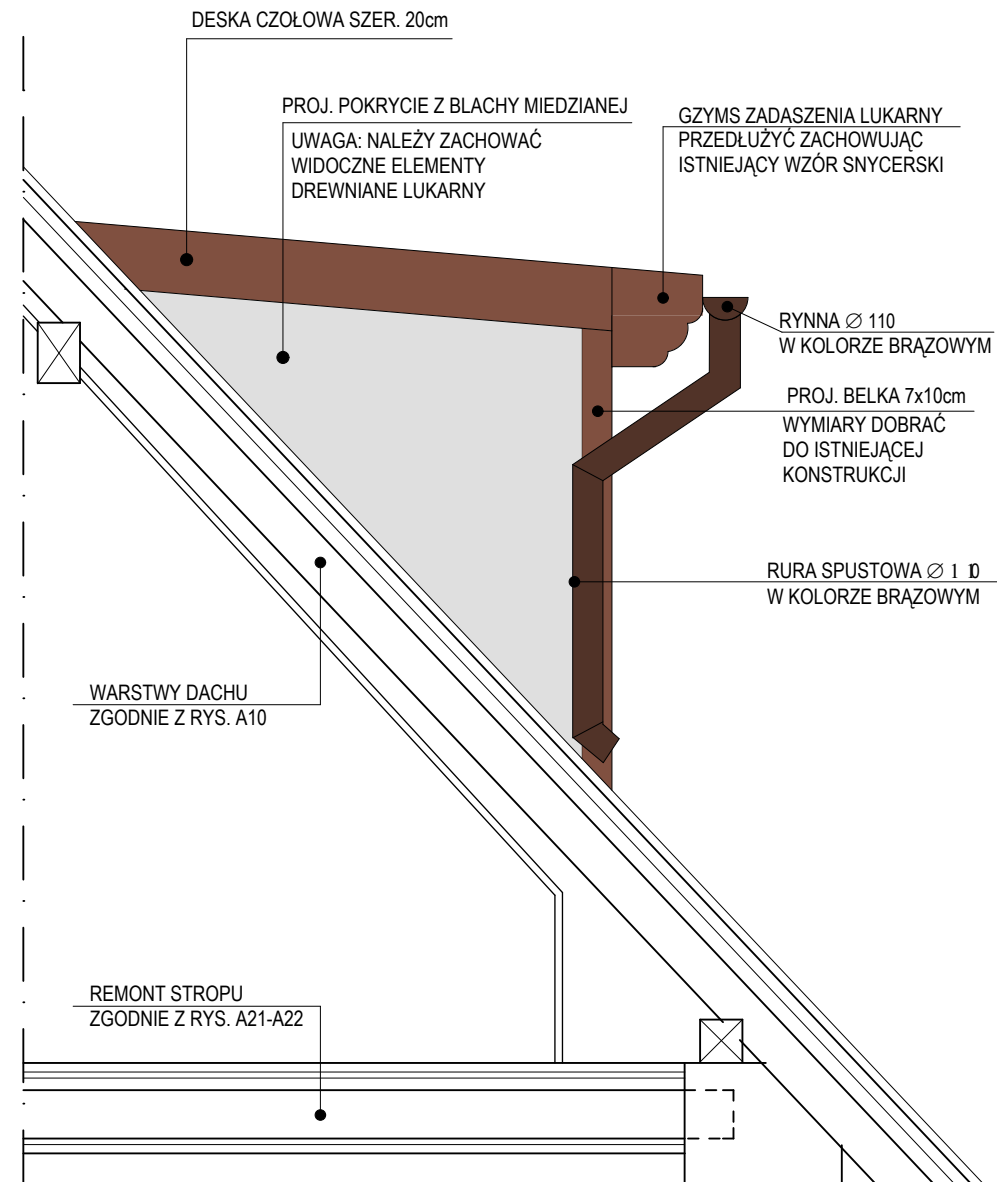 DESKA CZOŁOWA SZER. 20cm
PROJ. POKRYCIE Z BLACHY MIEDZIANEJ
UWAGA: NALEŻY ZACHOWAĆ
WIDOCZNE ELEMENTY
DREWNIANE LUKARNY
GZYMS ZADASZENIA LUKARNY
PRZEDŁUŻYĆ ZACHOWUJĄC
ISTNIEJĄCY WZÓR SNYCERSKI
RYNNA ∅ 110
W KOLORZE BRĄZOWYM
PROJ. BELKA 7x10cm
WYMIARY DOBRAĆ
DO ISTNIEJĄCEJ
KONSTRUKCJI
RURA SPUSTOWA ∅ 110
W KOLORZE BRĄZOWYM
WARSTWY DACHU
ZGODNIE Z RYS. A10
REMONT STROPU
ZGODNIE Z RYS. A21-A22